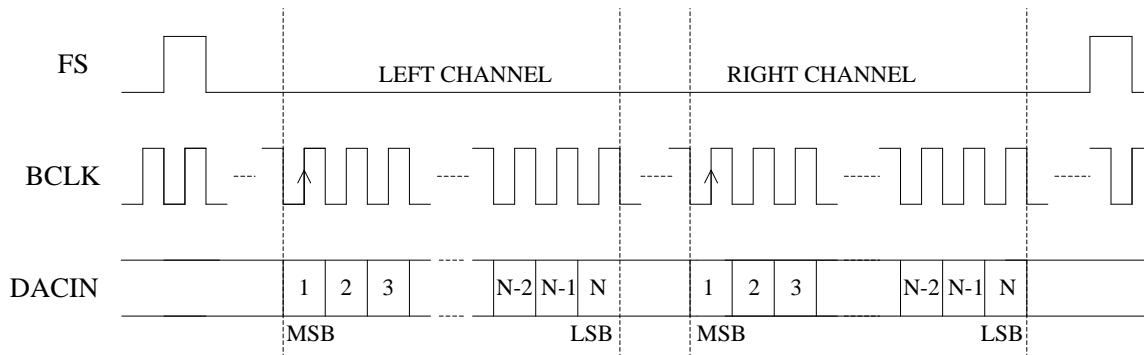 FS
LEFT CHANNEL RIGHT CHANNEL
BCLK
DACIN 1 2 3 N-2 N-1 N 1 2 3 N-2 N-1 N
MSB LSB MSB LSB